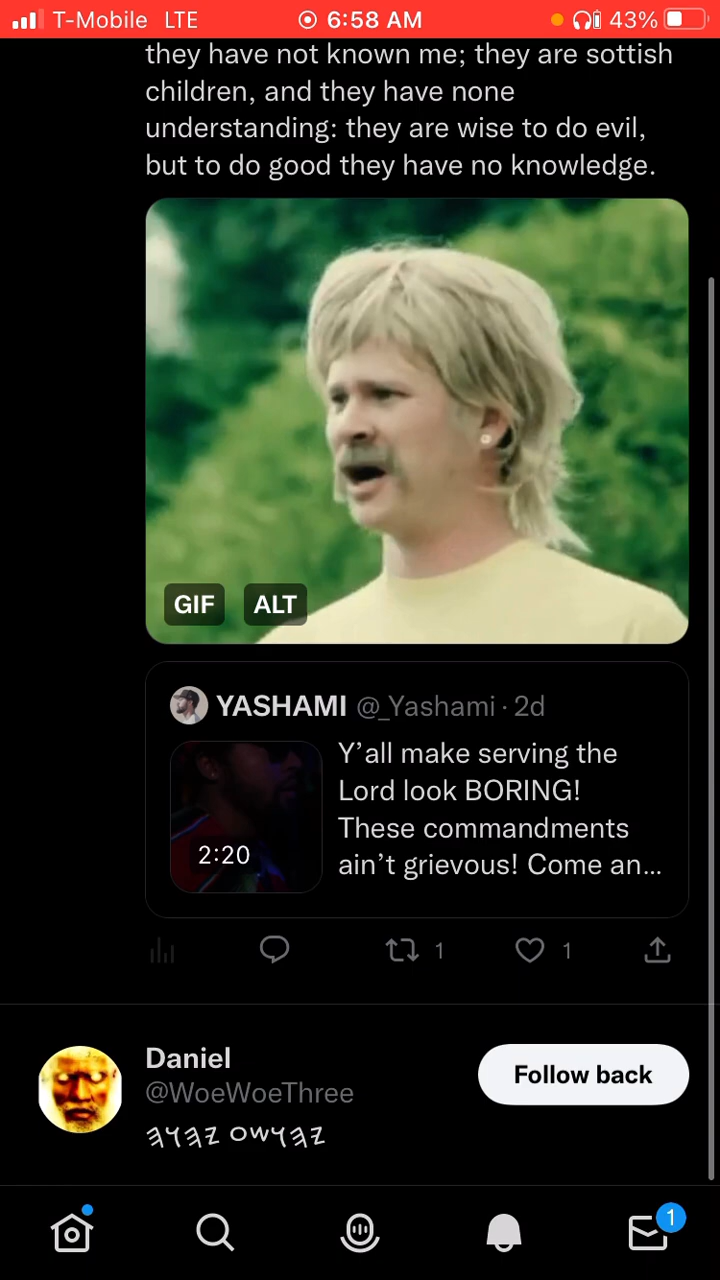 T-Mobile LTE 6:58 AM 43%
they have not known me; they are sottish
children, and they have none
understanding: they are wise to do evil,
but to do good they have no knowledge.
GIF ALT
YASHAMI @_Yashami · 2d
Y’all make serving the
Lord look BORING!
These commandments
ain’t grievous! Come an...
2:20
1 1
Daniel
@WoeWoeThree
Follow back
𐤉𐤄𐤅𐤄 𐤉𐤄𐤅𐤔𐤏
1